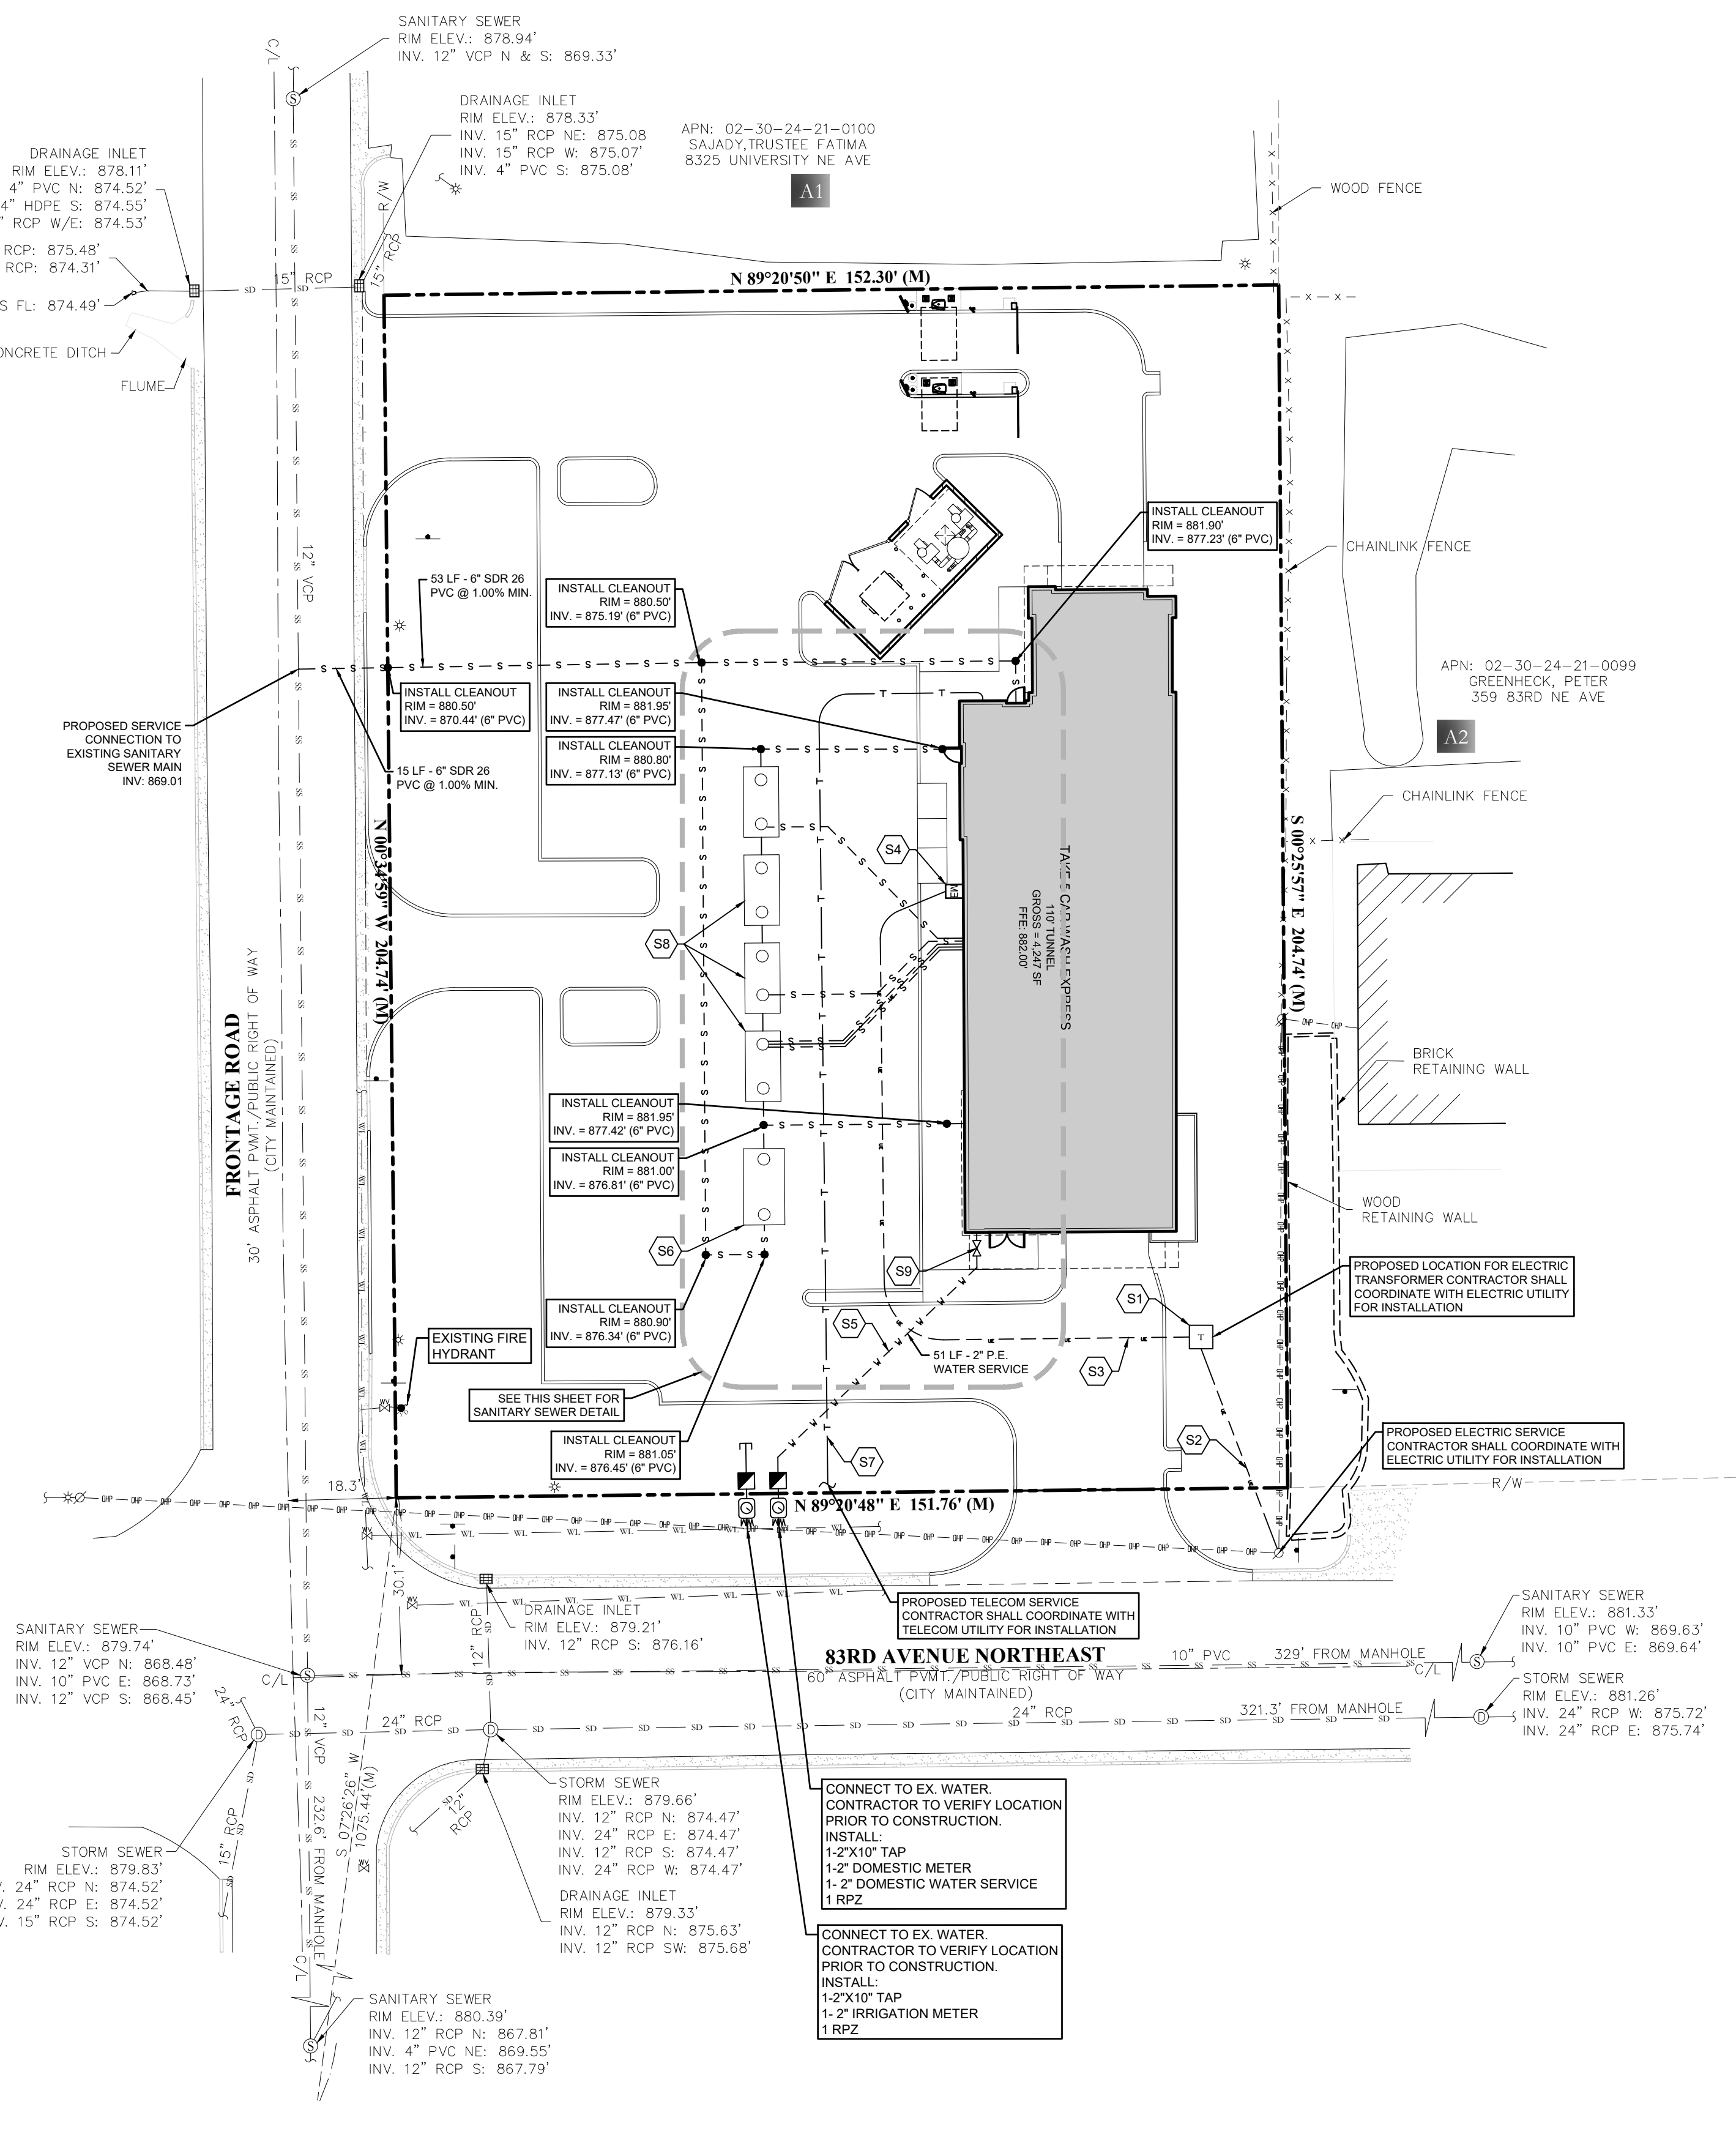 SANITARY SEWER
RIM ELEV.: 878.94'
INV. 12" VCP N & S: 869.33'
C/L
DRAINAGE INLET
RIM ELEV.: 878.33'
INV. 15" RCP NE: 875.08
INV. 15" RCP W: 875.07'
INV. 4" PVC S: 875.08'
APN: 02-30-24-21-0100
SAJADY,TRUSTEE FATIMA
8325 UNIVERSITY NE AVE
A1
DRAINAGE INLET
RIM ELEV.: 878.11'
4" PVC N: 874.52'
4" HDPE S: 874.55'
" RCP W/E: 874.53'
RCP: 875.48'
RCP: 874.31'
S FL: 874.49'
ONCRETE DITCH
FLUME
R/W
15" RCP
15" RCP
WOOD FENCE
N 89°20'50" E 152.30' (M)
12" VCP
INSTALL CLEANOUT
RIM = 881.90'
INV. = 877.23' (6" PVC)
CHAINLINK FENCE
53 LF - 6" SDR 26
PVC @ 1.00% MIN.
INSTALL CLEANOUT
RIM = 880.50'
INV. = 875.19' (6" PVC)
INSTALL CLEANOUT
RIM = 880.50'
INV. = 870.44' (6" PVC)
INSTALL CLEANOUT
RIM = 881.95'
INV. = 877.47' (6" PVC)
INSTALL CLEANOUT
RIM = 880.80'
INV. = 877.13' (6" PVC)
PROPOSED SERVICE
CONNECTION TO
EXISTING SANITARY
SEWER MAIN
INV: 869.01
15 LF - 6" SDR 26
PVC @ 1.00% MIN.
APN: 02-30-24-21-0099
GREENHECK, PETER
359 83RD NE AVE
A2
CHAINLINK FENCE
N 00°34'59" W 204.74' (M)
S 00°25'57" E 204.74' (M)
S4
ME
TAKE 5 CAR WASH EXPRESS
110' TUNNEL
GROSS = 4,247 SF
FFE: 882.00'
S8
FRONTAGE ROAD
30' ASPHALT PVMT./PUBLIC RIGHT OF WAY
(CITY MAINTAINED)
BRICK
RETAINING WALL
INSTALL CLEANOUT
RIM = 881.95'
INV. = 877.42' (6" PVC)
INSTALL CLEANOUT
RIM = 881.00'
INV. = 876.81' (6" PVC)
WOOD
RETAINING WALL
S6
S9
INSTALL CLEANOUT
RIM = 880.90'
INV. = 876.34' (6" PVC)
PROPOSED LOCATION FOR ELECTRIC
TRANSFORMER CONTRACTOR SHALL
COORDINATE WITH ELECTRIC UTILITY
FOR INSTALLATION
S1
T
S5
51 LF - 2" P.E.
WATER SERVICE
S3
EXISTING FIRE
HYDRANT
SEE THIS SHEET FOR
SANITARY SEWER DETAIL
INSTALL CLEANOUT
RIM = 881.05'
INV. = 876.45' (6" PVC)
S7
S2
PROPOSED ELECTRIC SERVICE
CONTRACTOR SHALL COORDINATE WITH
ELECTRIC UTILITY FOR INSTALLATION
R/W
18.3'
N 89°20'48" E 151.76' (M)
30.1'
PROPOSED TELECOM SERVICE
CONTRACTOR SHALL COORDINATE WITH
TELECOM UTILITY FOR INSTALLATION
DRAINAGE INLET
RIM ELEV.: 879.21'
INV. 12" RCP S: 876.16'
12" RCP
SANITARY SEWER
RIM ELEV.: 879.74'
INV. 12" VCP N: 868.48'
INV. 10" PVC E: 868.73'
INV. 12" VCP S: 868.45'
C/L
83RD AVENUE NORTHEAST
60' ASPHALT PVMT./PUBLIC RIGHT OF WAY
(CITY MAINTAINED)
10" PVC
329' FROM MANHOLE
C/L
SANITARY SEWER
RIM ELEV.: 881.33'
INV. 10" PVC W: 869.63'
INV. 10" PVC E: 869.64'
STORM SEWER
RIM ELEV.: 881.26'
INV. 24" RCP W: 875.72'
INV. 24" RCP E: 875.74'
24" RCP
24" RCP
24" RCP
321.3' FROM MANHOLE
12" VCP
232.6' FROM MANHOLE
S 07°26'26" W
1075.44'(M)
15" RCP
12"
RCP
STORM SEWER
RIM ELEV.: 879.66'
INV. 12" RCP N: 874.47'
INV. 24" RCP E: 874.47'
INV. 12" RCP S: 874.47'
INV. 24" RCP W: 874.47'
STORM SEWER
RIM ELEV.: 879.83'
. 24" RCP N: 874.52'
. 24" RCP E: 874.52'
. 15" RCP S: 874.52'
DRAINAGE INLET
RIM ELEV.: 879.33'
INV. 12" RCP N: 875.63'
INV. 12" RCP SW: 875.68'
CONNECT TO EX. WATER.
CONTRACTOR TO VERIFY LOCATION
PRIOR TO CONSTRUCTION.
INSTALL:
1-2"X10" TAP
1-2" DOMESTIC METER
1- 2" DOMESTIC WATER SERVICE
1 RPZ
CONNECT TO EX. WATER.
CONTRACTOR TO VERIFY LOCATION
PRIOR TO CONSTRUCTION.
INSTALL:
1-2"X10" TAP
1- 2" IRRIGATION METER
1 RPZ
C/L
SANITARY SEWER
RIM ELEV.: 880.39'
INV. 12" RCP N: 867.81'
INV. 4" PVC NE: 869.55'
INV. 12" RCP S: 867.79'